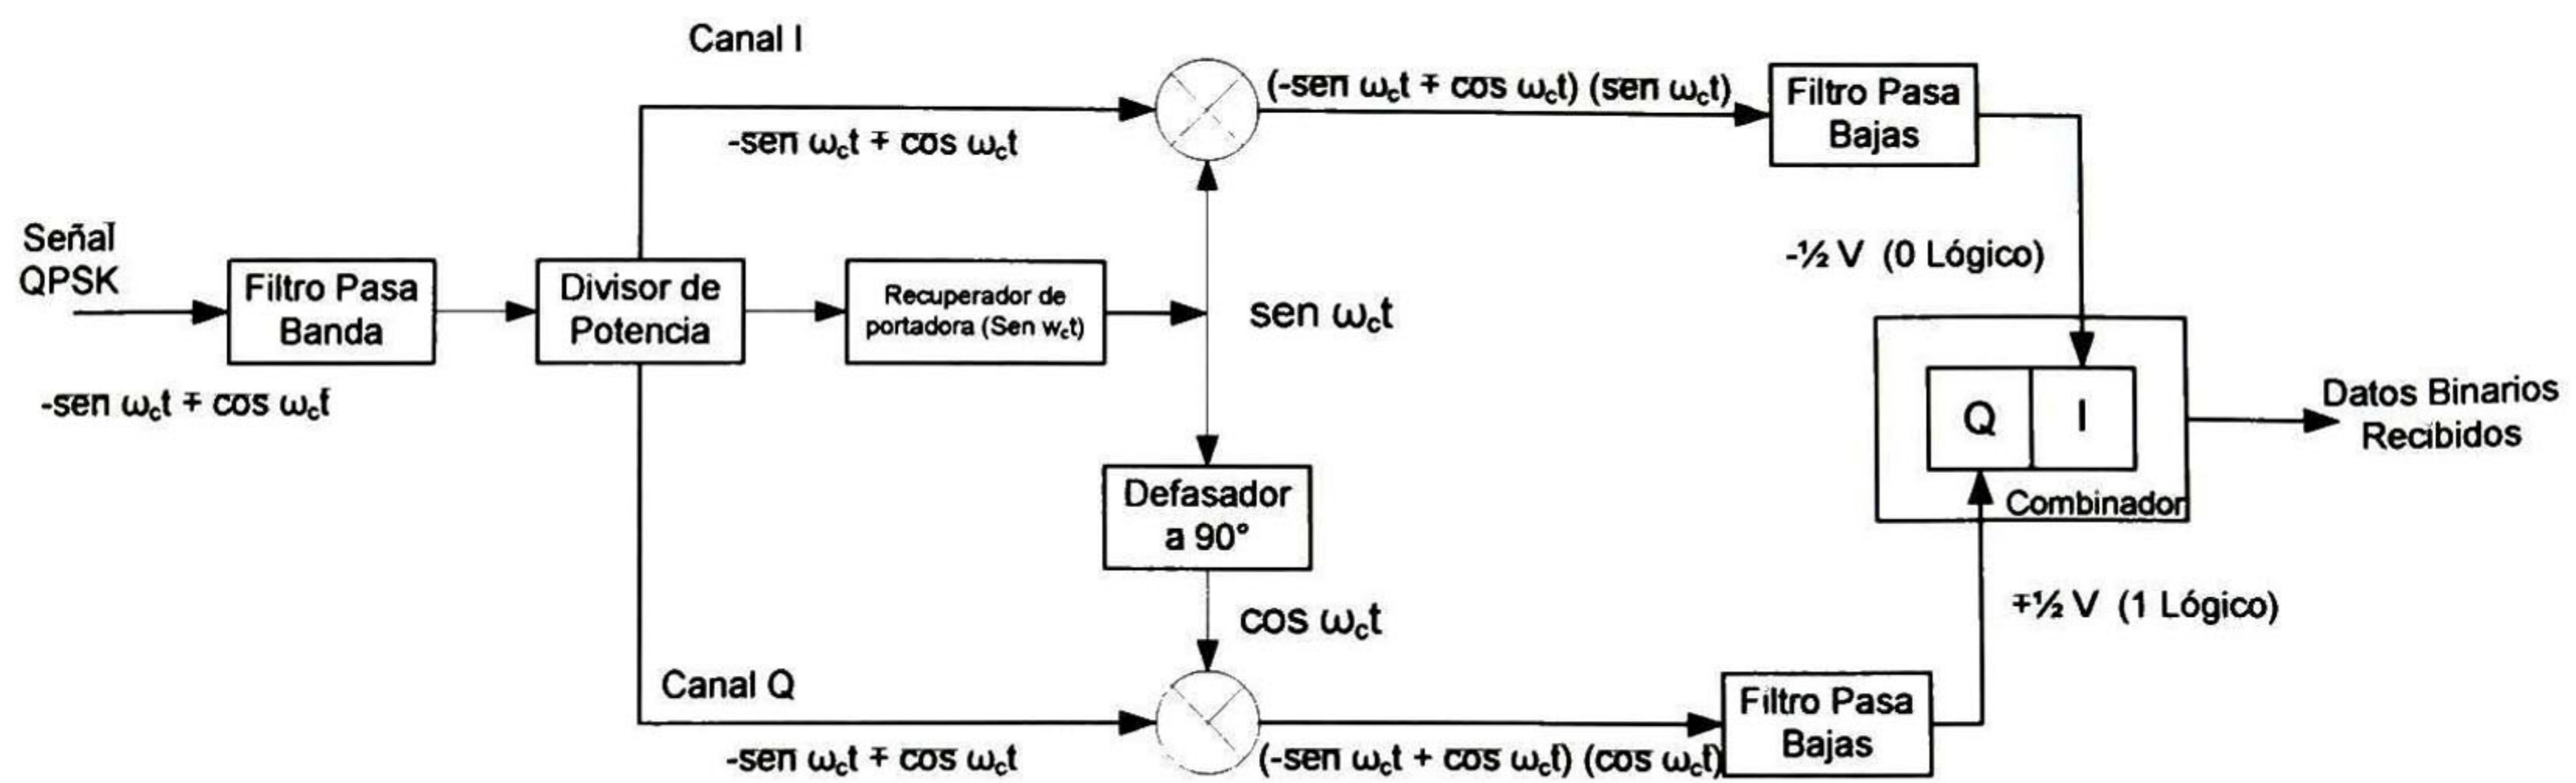 Canal I
(-sen ωct ∓ cos ωct) (sen ωct)
Filtro Pasa
Bajas
-sen ωct ∓ cos ωct
Señal
QPSK
Filtro Pasa
Banda
Divisor de
Potencia
Recuperador de
portadora (Sen wct)
sen ωct
-½ V (0 Lógico)
-sen ωct ∓ cos ωct
Q
I
Combinador
Datos Binarios
Recibidos
Defasador
a 90°
cos ωct
∓½ V (1 Lógico)
Canal Q
-sen ωct ∓ cos ωct
(-sen ωct + cos ωct) (cos ωct)
Filtro Pasa
Bajas